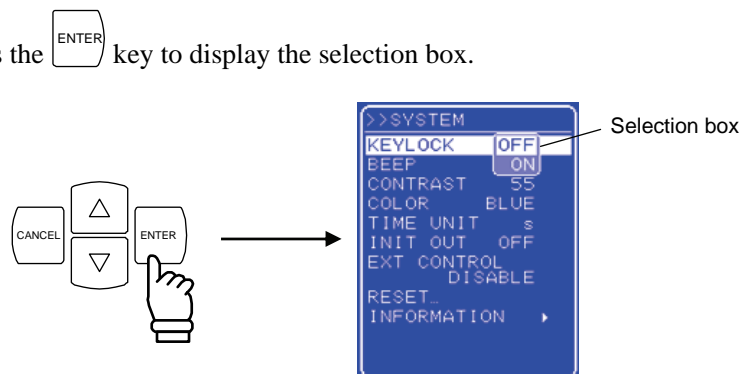 s the ENTER key to display the selection box.
CANCEL
ENTER
>>SYSTEM
KEYLOCK OFF
BEEP ON
CONTRAST 55
COLOR BLUE
TIME UNIT s
INIT OUT OFF
EXT CONTROL
DISABLE
RESET…
INFORMATION
Selection box